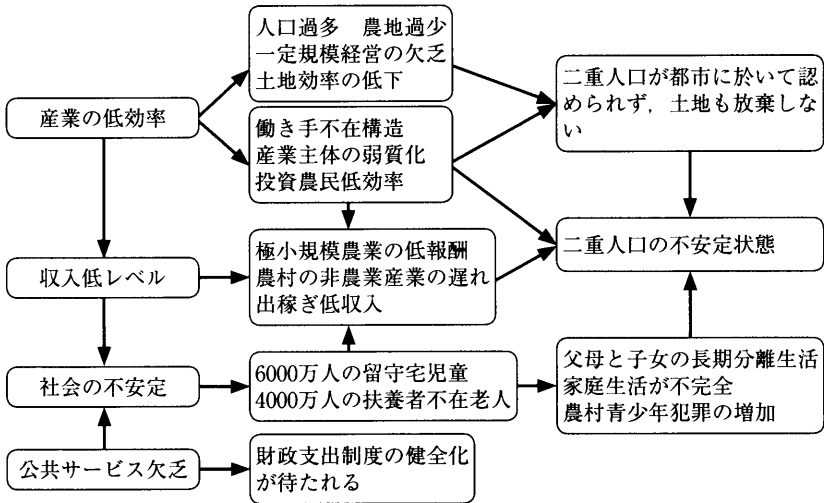 人口過多　農地過少
一定規模経営の欠乏
土地効率の低下
二重人口が都市に於いて認
められず，土地も放棄しな
い
産業の低効率
働き手不在構造
産業主体の弱質化
投資農民低効率
二重人口の不安定状態
極小規模農業の低報酬
農村の非農業産業の遅れ
出稼ぎ低収入
収入低レベル
父母と子女の長期分離生活
家庭生活が不完全
農村青少年犯罪の増加
社会の不安定
6000万人の留守宅児童
4000万人の扶養者不在老人
公共サービス欠乏
財政支出制度の健全化
が待たれる